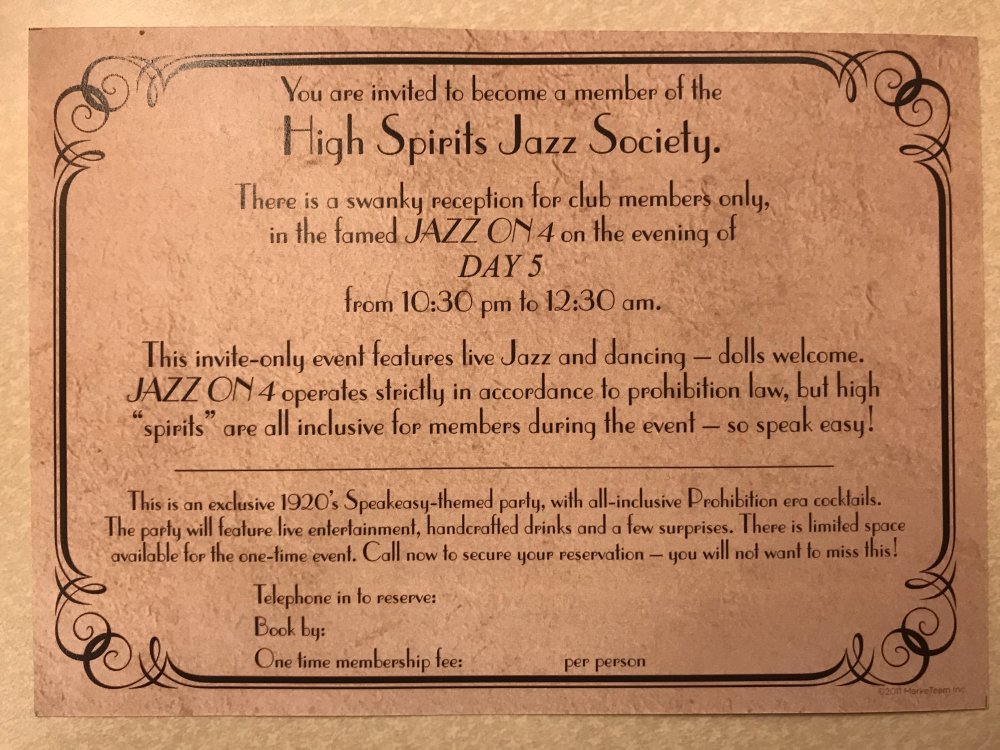 You are invited to become a member of the
High Spirits Jazz Society.
There is a swanky reception for club members only,
in the famed JAZZ ON 4 on the evening of
DAY 5
from 10:30 pm to 12:30 am.
This invite-only event features live Jazz and dancing – dolls welcome.
JAZZ ON 4 operates strictly in accordance to prohibition law, but high
“spirits” are all inclusive for members during the event – so speak easy!
This is an exclusive 1920's Speakeasy-themed party, with all-inclusive Prohibition era cocktails.
The party will feature live entertainment, handcrafted drinks and a few surprises. There is limited space
available for the one-time event. Call now to secure your reservation – you will not want to miss this!
Telephone in to reserve:
Book by:
One time membership fee: per person
©2011 MarkeTeam Inc